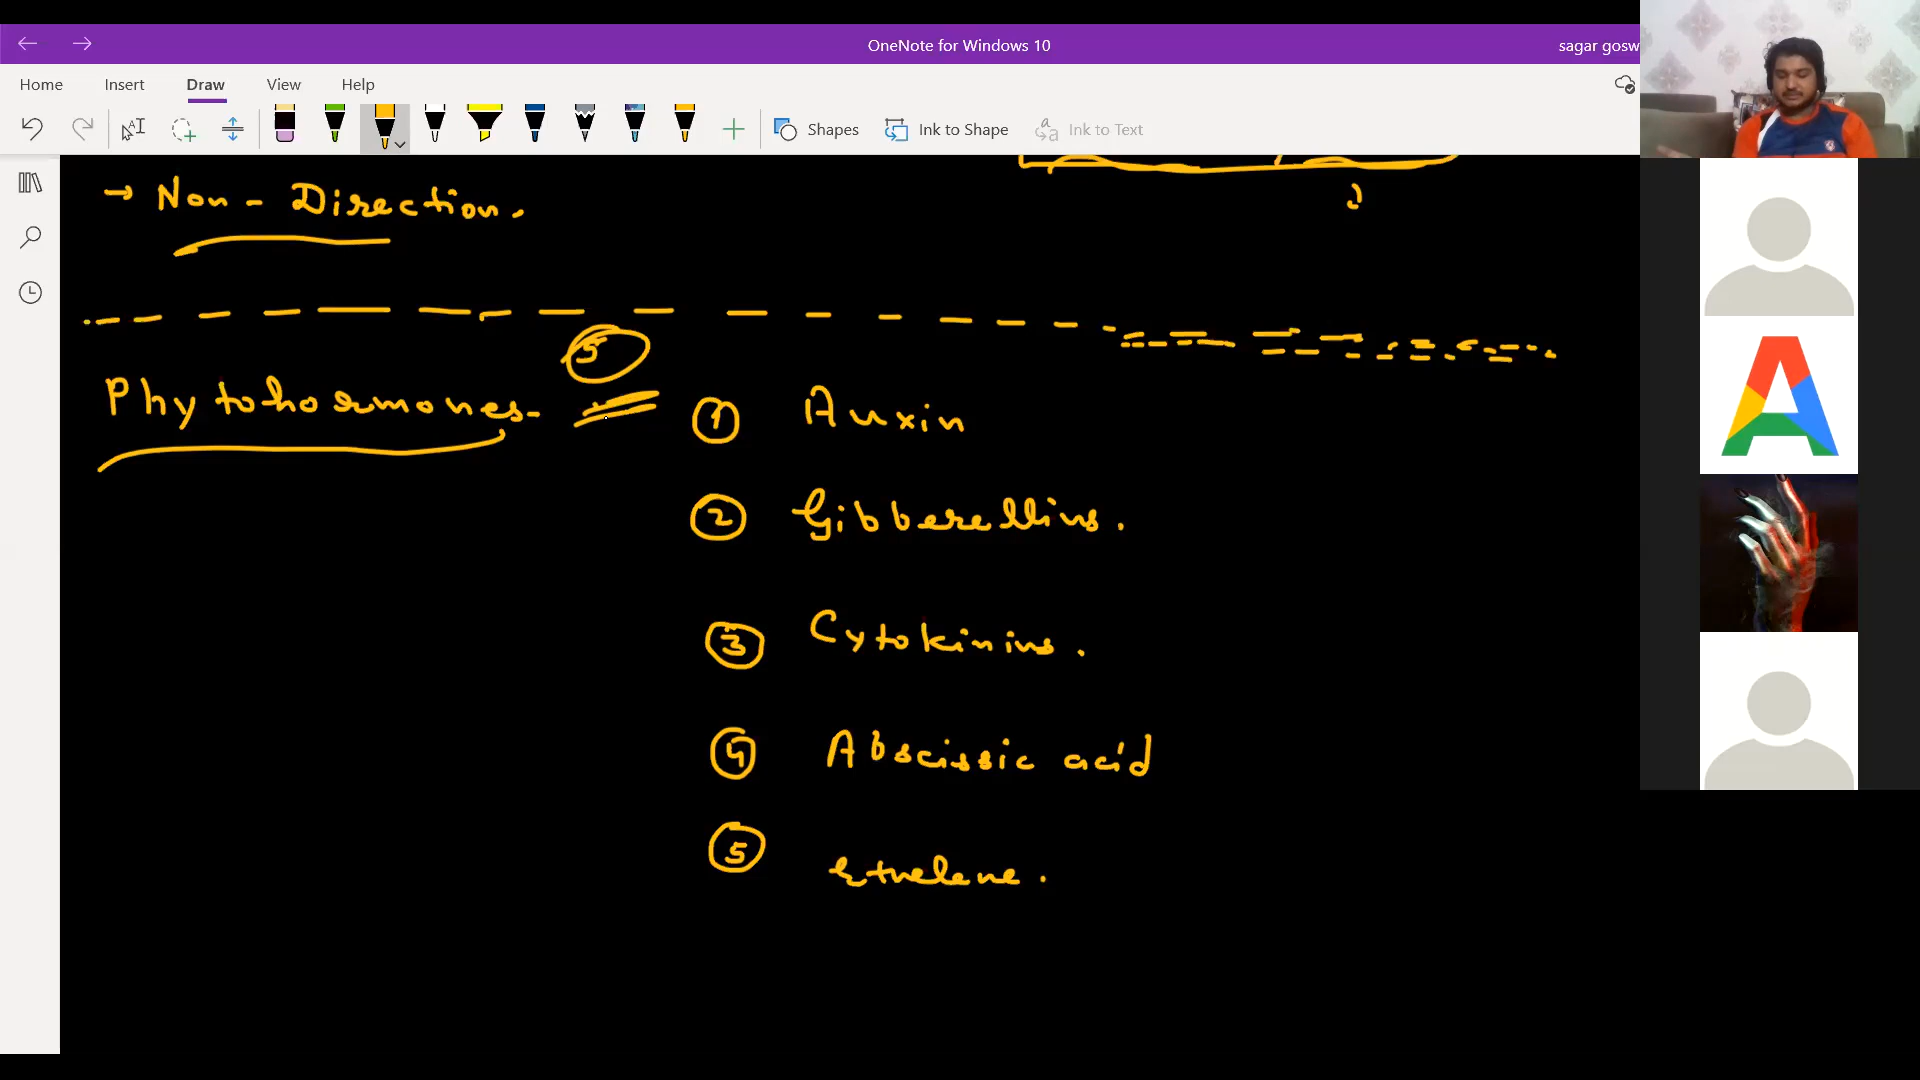 OneNote for Windows 10
sagar gosw
Home Insert Draw View Help
Shapes Ink to Shape Ink to Text
→ Non - Direction.
5
Phytohormones-
① Auxin
② Gibberellins.
③ Cytokinins.
④ Abscissic acid
⑤ Ethelene.